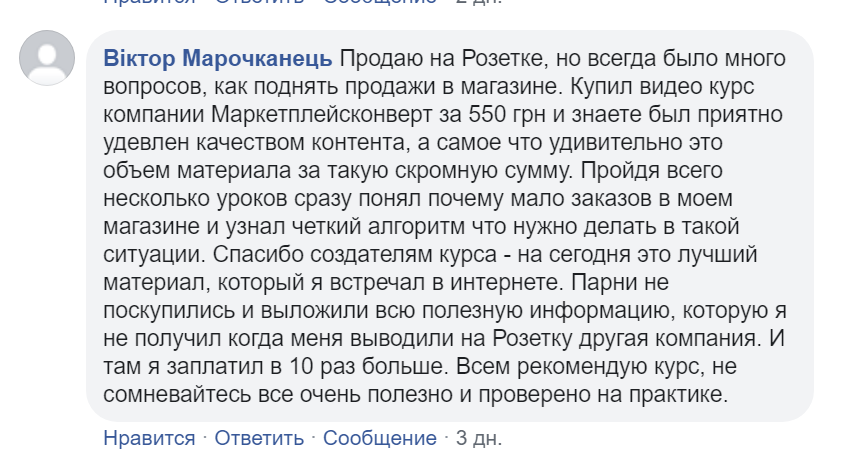 Нравится · Ответить · Сообщение · 2 дн.
Віктор Марочканець Продаю на Розетке, но всегда было много
вопросов, как поднять продажи в магазине. Купил видео курс
компании Маркетплейсконверт за 550 грн и знаете был приятно
удевлен качеством контента, а самое что удивительно это
объем материала за такую скромную сумму. Пройдя всего
несколько уроков сразу понял почему мало заказов в моем
магазине и узнал четкий алгоритм что нужно делать в такой
ситуации. Спасибо создателям курса - на сегодня это лучший
материал, который я встречал в интернете. Парни не
поскупились и выложили всю полезную информацию, которую я
не получил когда меня выводили на Розетку другая компания. И
там я заплатил в 10 раз больше. Всем рекомендую курс, не
сомневайтесь все очень полезно и проверено на практике.
Нравится · Ответить · Сообщение · 3 дн.